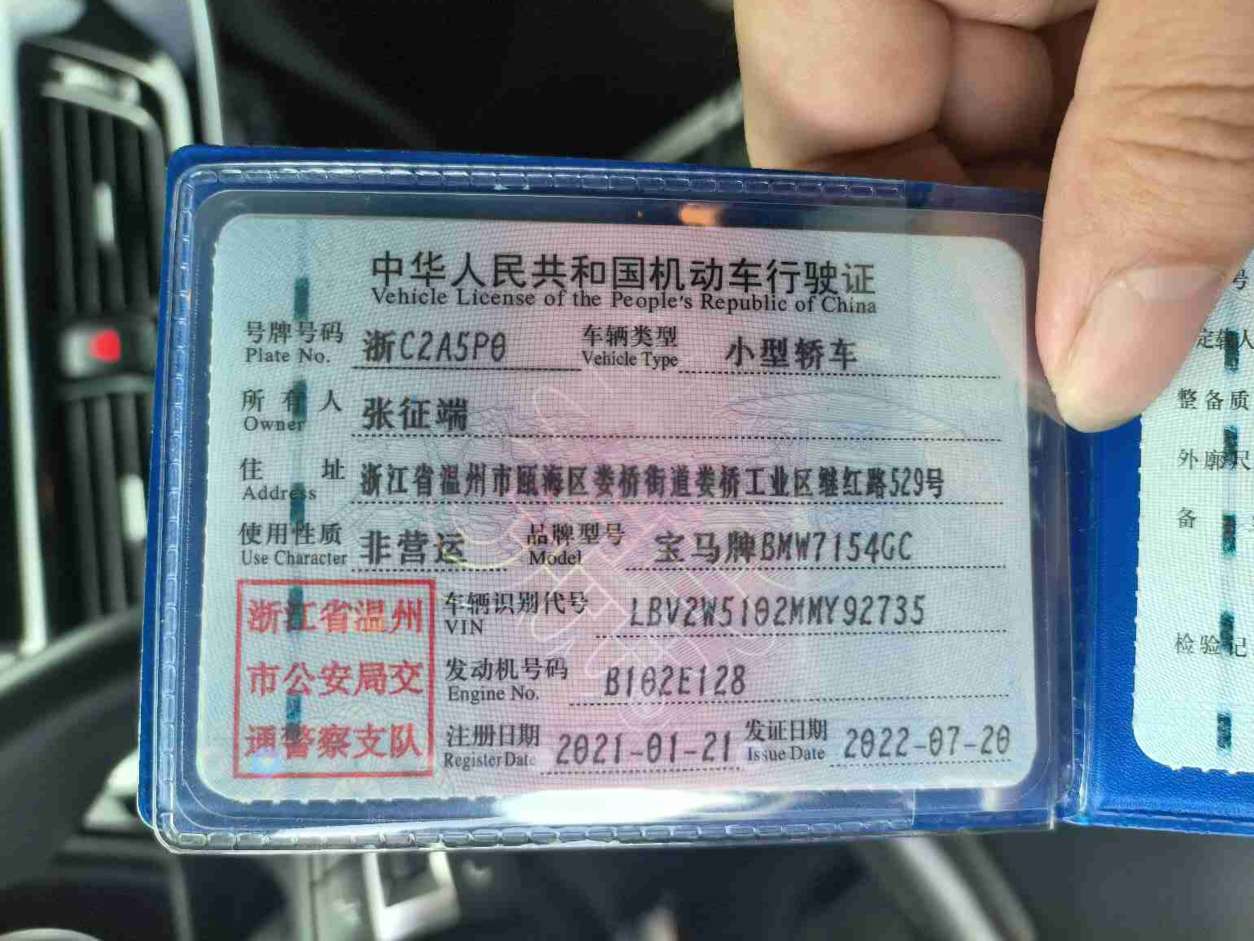 中华人民共和国机动车行驶证
Vehicle License of the People's Republic of China
号牌号码 浙C2A5P0 车辆类型 小型轿车
Plate No. Vehicle Type
所有人 张征端
Owner
住址 浙江省温州市瓯海区娄桥街道娄桥工业区继红路529号
Address
使用性质 非营运 品牌型号 宝马牌BMW7154GC
Use Character Model
浙江省温州
市公安局交
通警察支队
车辆识别代号 LBV2W5102MMY92735
VIN
发动机号码 B102E128
Engine No.
注册日期 2021-01-21 发证日期 2022-07-20
Register Date Issue Date
号
定载人
整备质
外廓尺
备
检验记